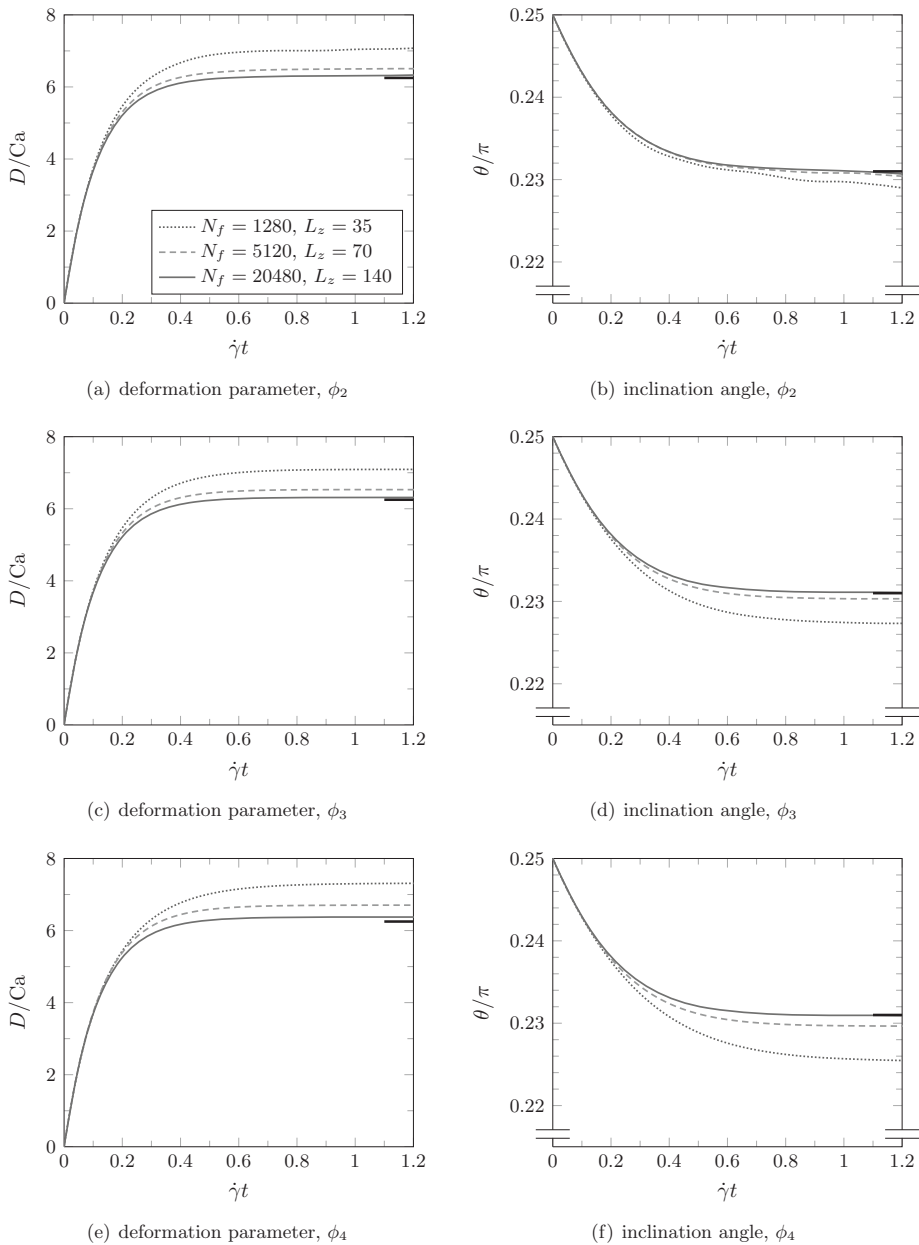 8
6
4
2
0
D/Ca
N_f = 1280, L_z = 35
N_f = 5120, L_z = 70
N_f = 20480, L_z = 140
0 0.2 0.4 0.6 0.8 1 1.2
γ̇t
(a) deformation parameter, ϕ₂
0.25
0.24
0.23
0.22
θ/π
0 0.2 0.4 0.6 0.8 1 1.2
γ̇t
(b) inclination angle, ϕ₂
8
6
4
2
0
D/Ca
0 0.2 0.4 0.6 0.8 1 1.2
γ̇t
(c) deformation parameter, ϕ₃
0.25
0.24
0.23
0.22
θ/π
0 0.2 0.4 0.6 0.8 1 1.2
γ̇t
(d) inclination angle, ϕ₃
8
6
4
2
0
D/Ca
0 0.2 0.4 0.6 0.8 1 1.2
γ̇t
(e) deformation parameter, ϕ₄
0.25
0.24
0.23
0.22
θ/π
0 0.2 0.4 0.6 0.8 1 1.2
γ̇t
(f) inclination angle, ϕ₄